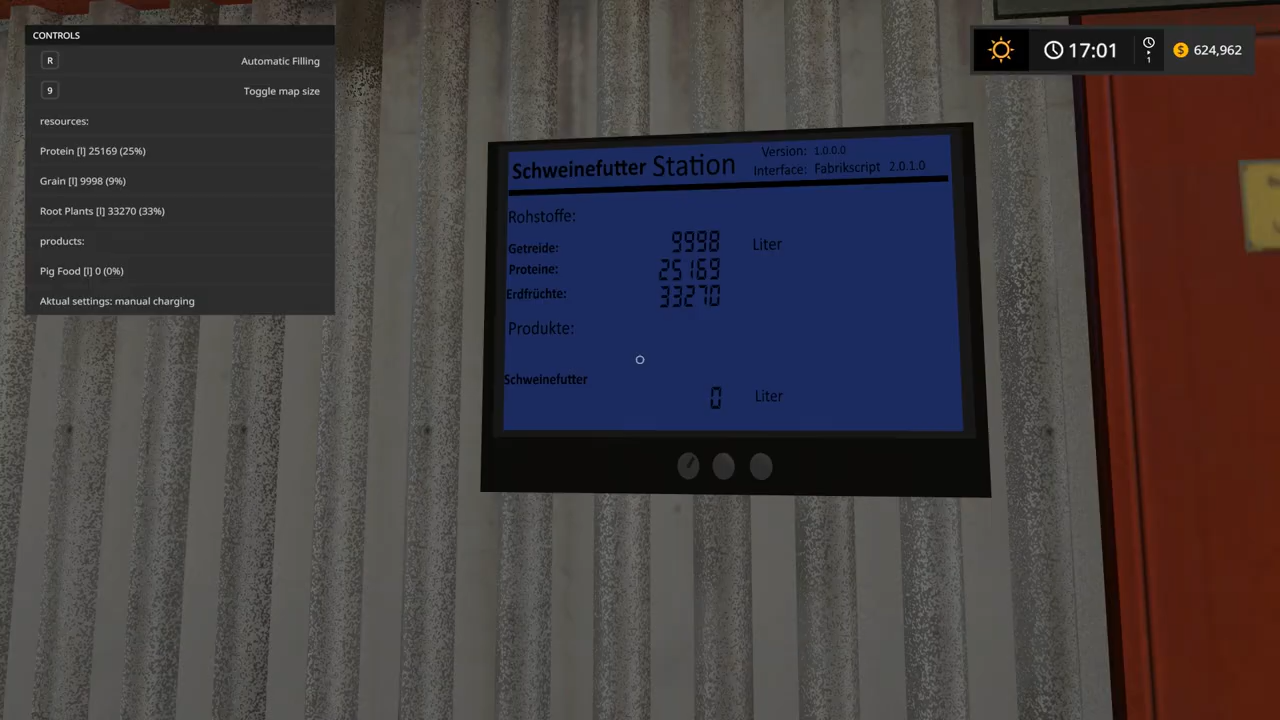 CONTROLS
R Automatic Filling
9 Toggle map size
resources:
Protein [l] 25169 (25%)
Grain [l] 9998 (9%)
Root Plants [l] 33270 (33%)
products:
Pig Food [l] 0 (0%)
Aktual settings: manual charging
17:01
1
624,962
Schweinefutter Station
Version: 1.0.0.0
Interface: Fabrikscript 2.0.1.0
Rohstoffe:
Getreide: 9998 Liter
Proteine: 25169
Erdfrüchte: 33270
Produkte:
Schweinefutter
0 Liter